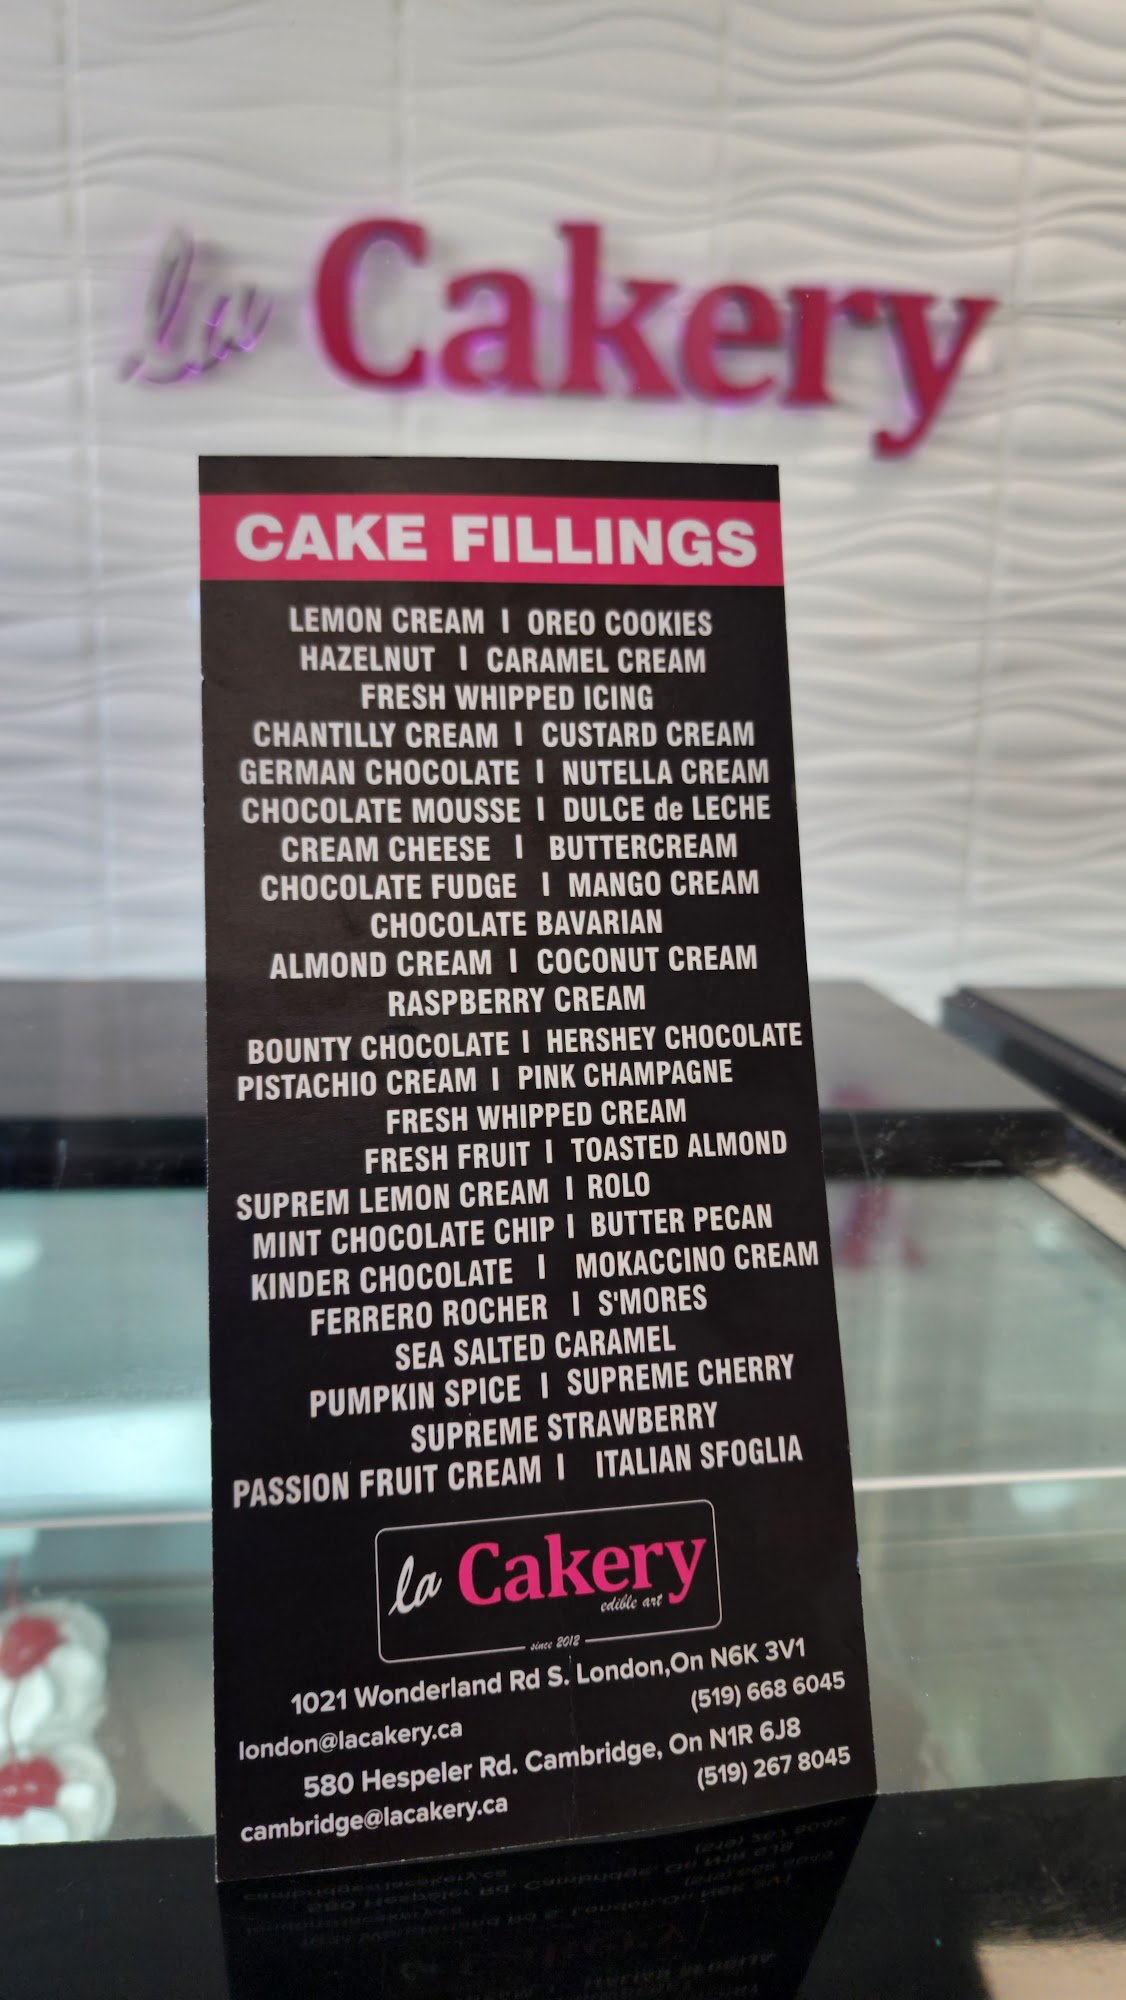 la Cakery
CAKE FILLINGS
LEMON CREAM | OREO COOKIES
HAZELNUT | CARAMEL CREAM
FRESH WHIPPED ICING
CHANTILLY CREAM | CUSTARD CREAM
GERMAN CHOCOLATE | NUTELLA CREAM
CHOCOLATE MOUSSE | DULCE de LECHE
CREAM CHEESE | BUTTERCREAM
CHOCOLATE FUDGE | MANGO CREAM
CHOCOLATE BAVARIAN
ALMOND CREAM | COCONUT CREAM
RASPBERRY CREAM
BOUNTY CHOCOLATE | HERSHEY CHOCOLATE
PISTACHIO CREAM | PINK CHAMPAGNE
FRESH WHIPPED CREAM
FRESH FRUIT | TOASTED ALMOND
SUPREM LEMON CREAM | ROLO
MINT CHOCOLATE CHIP | BUTTER PECAN
KINDER CHOCOLATE | MOKACCINO CREAM
FERRERO ROCHER | S'MORES
SEA SALTED CARAMEL
PUMPKIN SPICE | SUPREME CHERRY
SUPREME STRAWBERRY
PASSION FRUIT CREAM | ITALIAN SFOGLIA
la Cakery
edible art
since 2012
1021 Wonderland Rd S. London,On N6K 3V1
(519) 668 6045
london@lacakery.ca
580 Hespeler Rd. Cambridge, On N1R 6J8
(519) 267 8045
cambridge@lacakery.ca